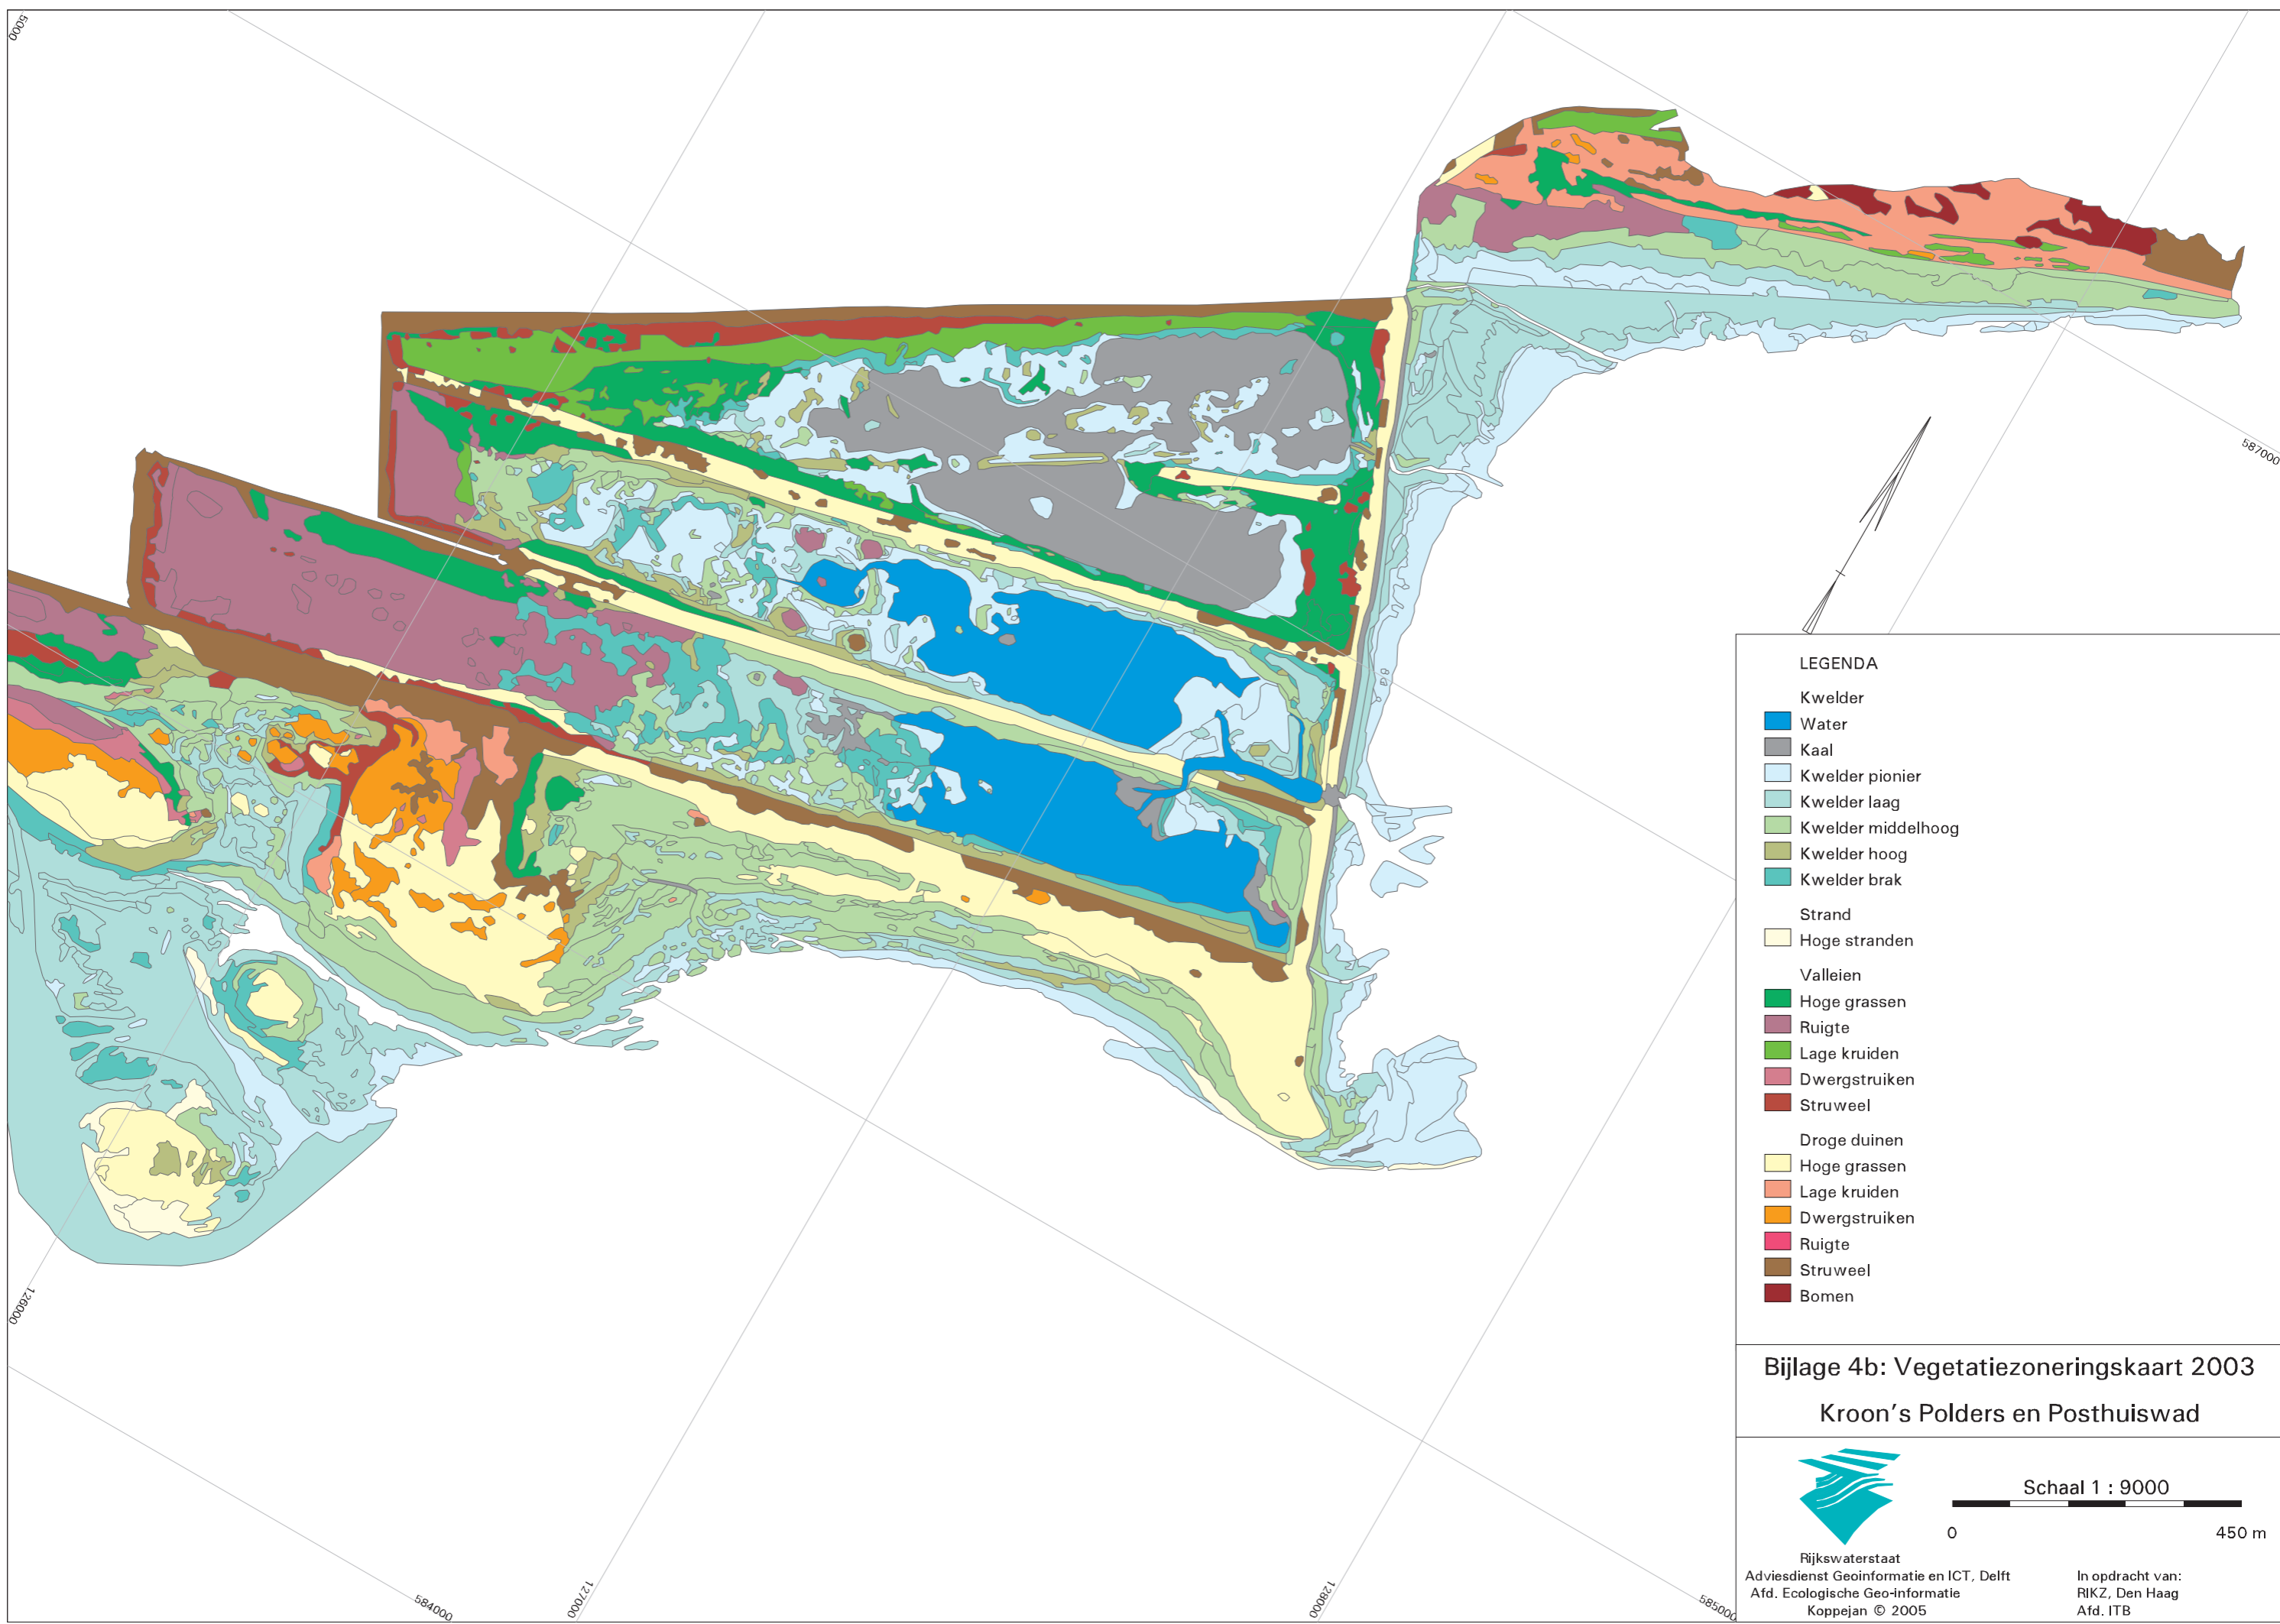 5000
587000
LEGENDA
Kwelder
Water
Kaal
Kwelder pionier
Kwelder laag
Kwelder middelhoog
Kwelder hoog
Kwelder brak
Strand
Hoge stranden
Valleien
Hoge grassen
Ruigte
Lage kruiden
Dwergstruiken
Struweel
Droge duinen
Hoge grassen
Lage kruiden
Dwergstruiken
Ruigte
Struweel
Bomen
126000
584000
127000
128000
585000
Bijlage 4b: Vegetatiezoneringskaart 2003
Kroon's Polders en Posthuiswad
Schaal 1 : 9000
0 450 m
Rijkswaterstaat
Adviesdienst Geoinformatie en ICT, Delft
Afd. Ecologische Geo-informatie
Koppejan © 2005
In opdracht van:
RIKZ, Den Haag
Afd. ITB